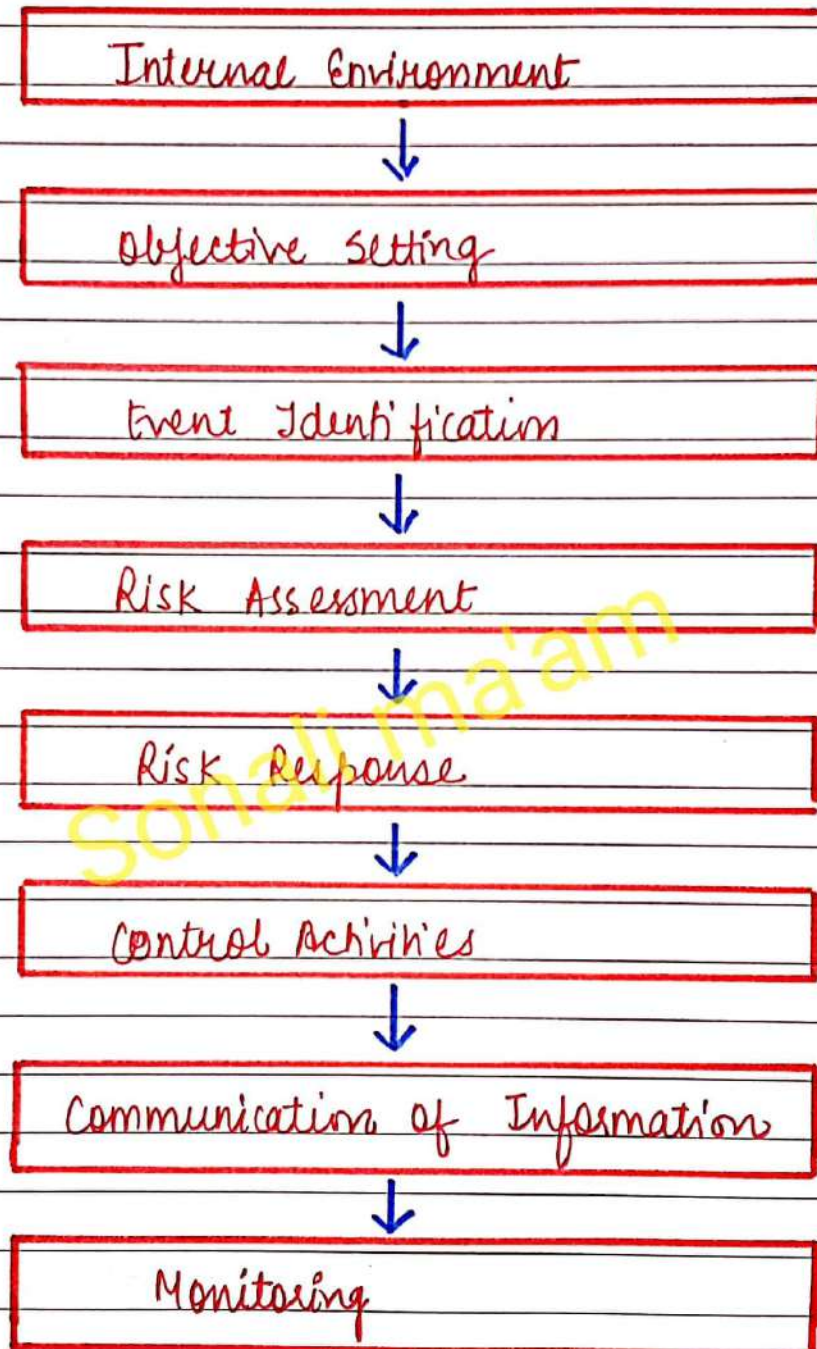 Internal Environment
↓
Objective Setting
↓
Event Identification
↓
Risk Assessment
↓
Risk Response
↓
Control Activities
↓
Communication of Information
↓
Monitoring
Sonali ma'am